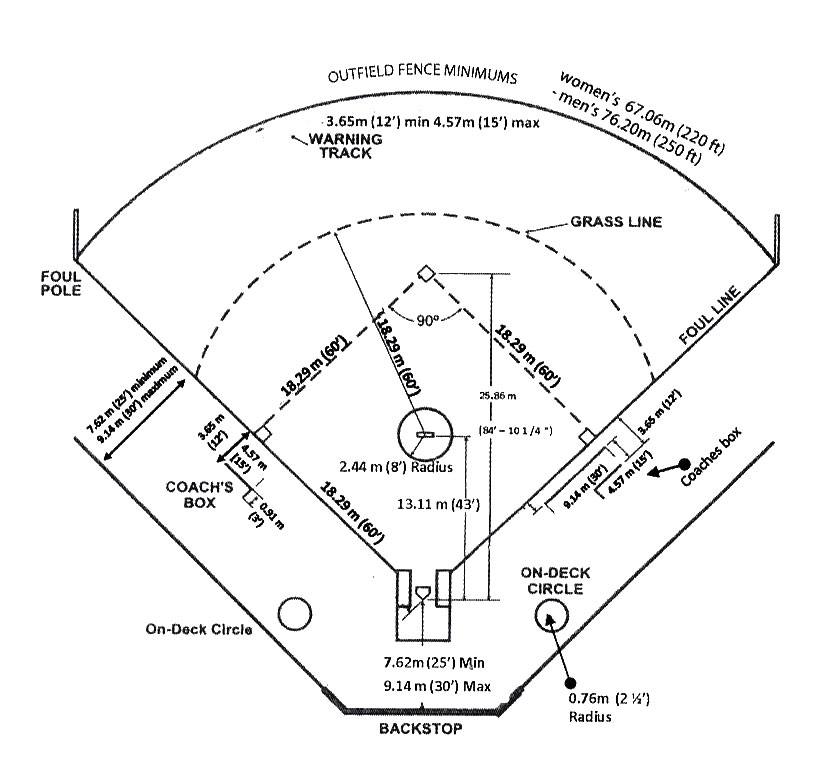 OUTFIELD FENCE MINIMUMS
women's 67.06m (220 ft)
- men's 76.20m (250 ft)
3.65m (12') min 4.57m (15') max
WARNING
TRACK
GRASS LINE
FOUL
POLE
FOUL LINE
90º
18.29 m (60')
18.29 m (60')
18.29 m (60')
25.86 m
(84' – 10 1/4 ")
7.62 m (25') minimum
9.14 m (30') maximum
3.65 m
(12')
4.57 m
(15')
3.65 m (12')
9.14 m (30')
4.57 m (15')
Coaches box
2.44 m (8') Radius
COACH'S
BOX
0.91 m
(3')
18.29 m (60')
13.11 m (43')
ON-DECK
CIRCLE
On-Deck Circle
7.62m (25') Min
9.14 m (30') Max
0.76m (2 ½')
Radius
BACKSTOP